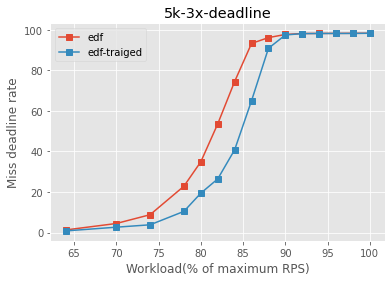 5k-3x-deadline
edf
edf-traiged
Miss deadline rate
100
80
60
40
20
0
65 70 75 80 85 90 95 100
Workload(% of maximum RPS)